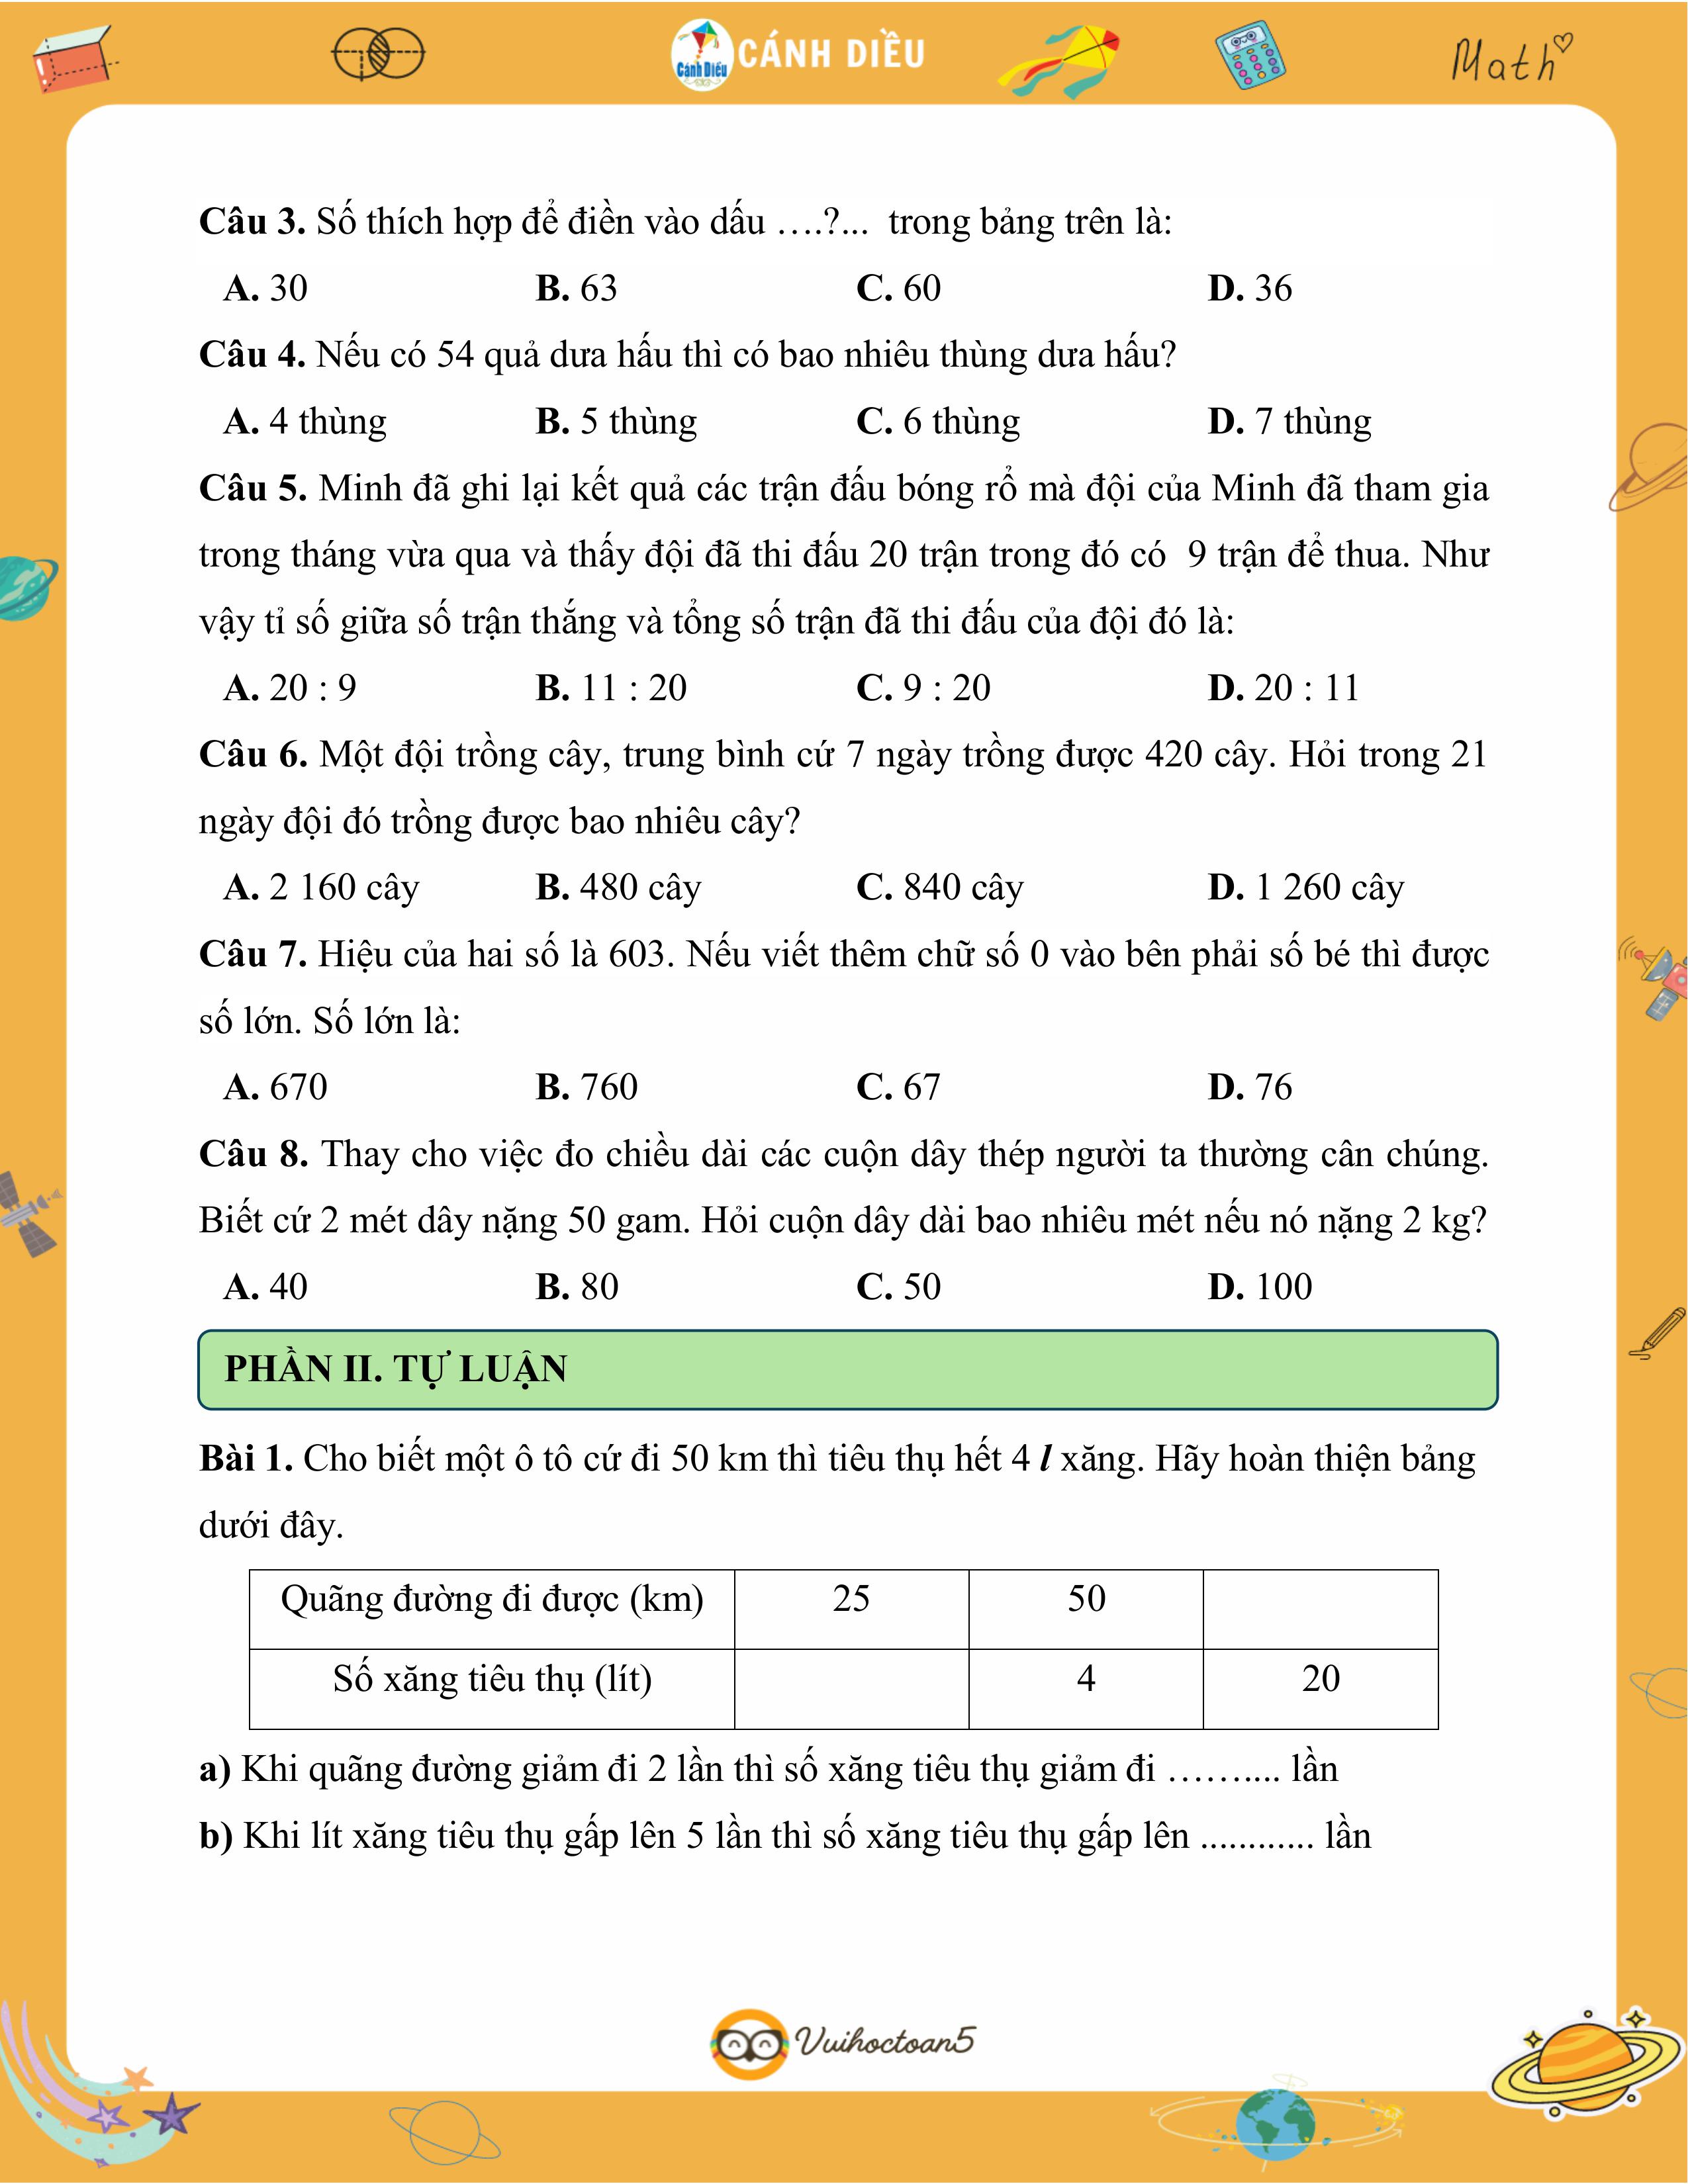 Cánh Diều CÁNH DIỀU Math
Câu 3. Số thích hợp để điền vào dấu ….?... trong bảng trên là:
A. 30 B. 63 C. 60 D. 36
Câu 4. Nếu có 54 quả dưa hấu thì có bao nhiêu thùng dưa hấu?
A. 4 thùng B. 5 thùng C. 6 thùng D. 7 thùng
Câu 5. Minh đã ghi lại kết quả các trận đấu bóng rổ mà đội của Minh đã tham gia
trong tháng vừa qua và thấy đội đã thi đấu 20 trận trong đó có 9 trận để thua. Như
vậy tỉ số giữa số trận thắng và tổng số trận đã thi đấu của đội đó là:
A. 20 : 9 B. 11 : 20 C. 9 : 20 D. 20 : 11
Câu 6. Một đội trồng cây, trung bình cứ 7 ngày trồng được 420 cây. Hỏi trong 21
ngày đội đó trồng được bao nhiêu cây?
A. 2 160 cây B. 480 cây C. 840 cây D. 1 260 cây
Câu 7. Hiệu của hai số là 603. Nếu viết thêm chữ số 0 vào bên phải số bé thì được
số lớn. Số lớn là:
A. 670 B. 760 C. 67 D. 76
Câu 8. Thay cho việc đo chiều dài các cuộn dây thép người ta thường cân chúng.
Biết cứ 2 mét dây nặng 50 gam. Hỏi cuộn dây dài bao nhiêu mét nếu nó nặng 2 kg?
A. 40 B. 80 C. 50 D. 100
PHẦN II. TỰ LUẬN
Bài 1. Cho biết một ô tô cứ đi 50 km thì tiêu thụ hết 4 l xăng. Hãy hoàn thiện bảng
dưới đây.
Quãng đường đi được (km) 25 50
Số xăng tiêu thụ (lít) 4 20
a) Khi quãng đường giảm đi 2 lần thì số xăng tiêu thụ giảm đi ……….. lần
b) Khi lít xăng tiêu thụ gấp lên 5 lần thì số xăng tiêu thụ gấp lên ............ lần
Vuihoctoan5